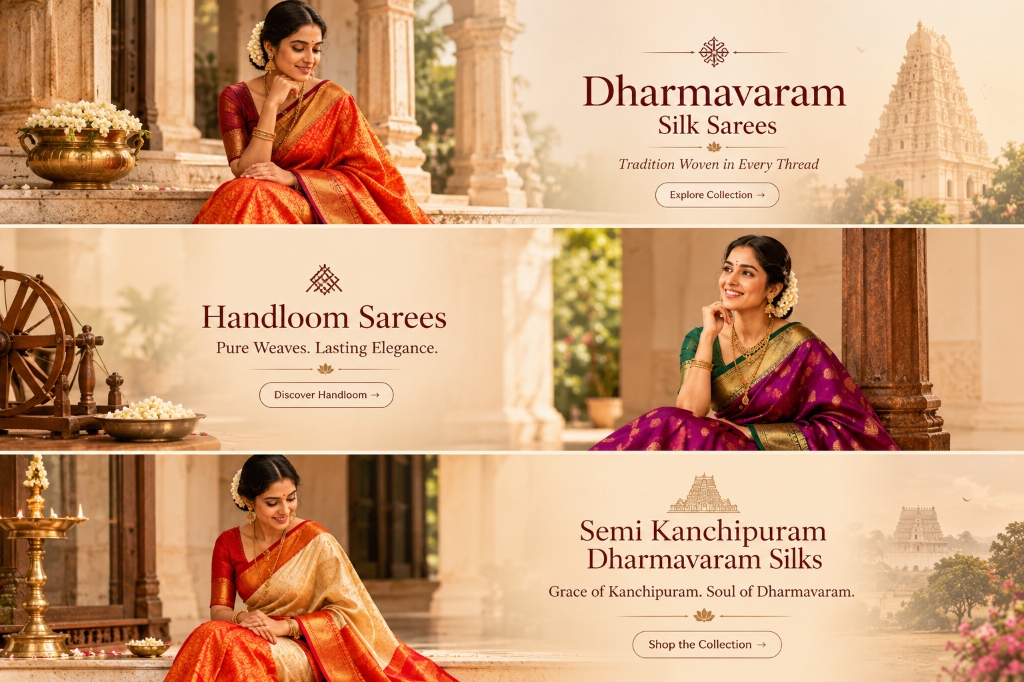 Dharmavaram
Silk Sarees
Tradition Woven in Every Thread
Explore Collection →
Handloom Sarees
Pure Weaves. Lasting Elegance.
Discover Handloom →
Semi Kanchipuram
Dharmavaram Silks
Grace of Kanchipuram. Soul of Dharmavaram.
Shop the Collection →